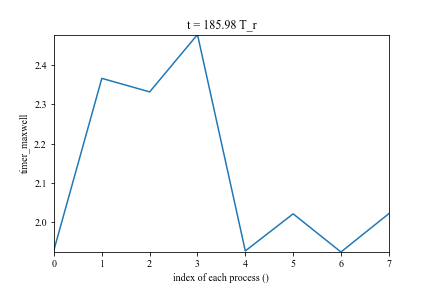 t = 185.98 T_r
timer_maxwell
2.4
2.3
2.2
2.1
2.0
0 1 2 3 4 5 6 7
index of each process ()